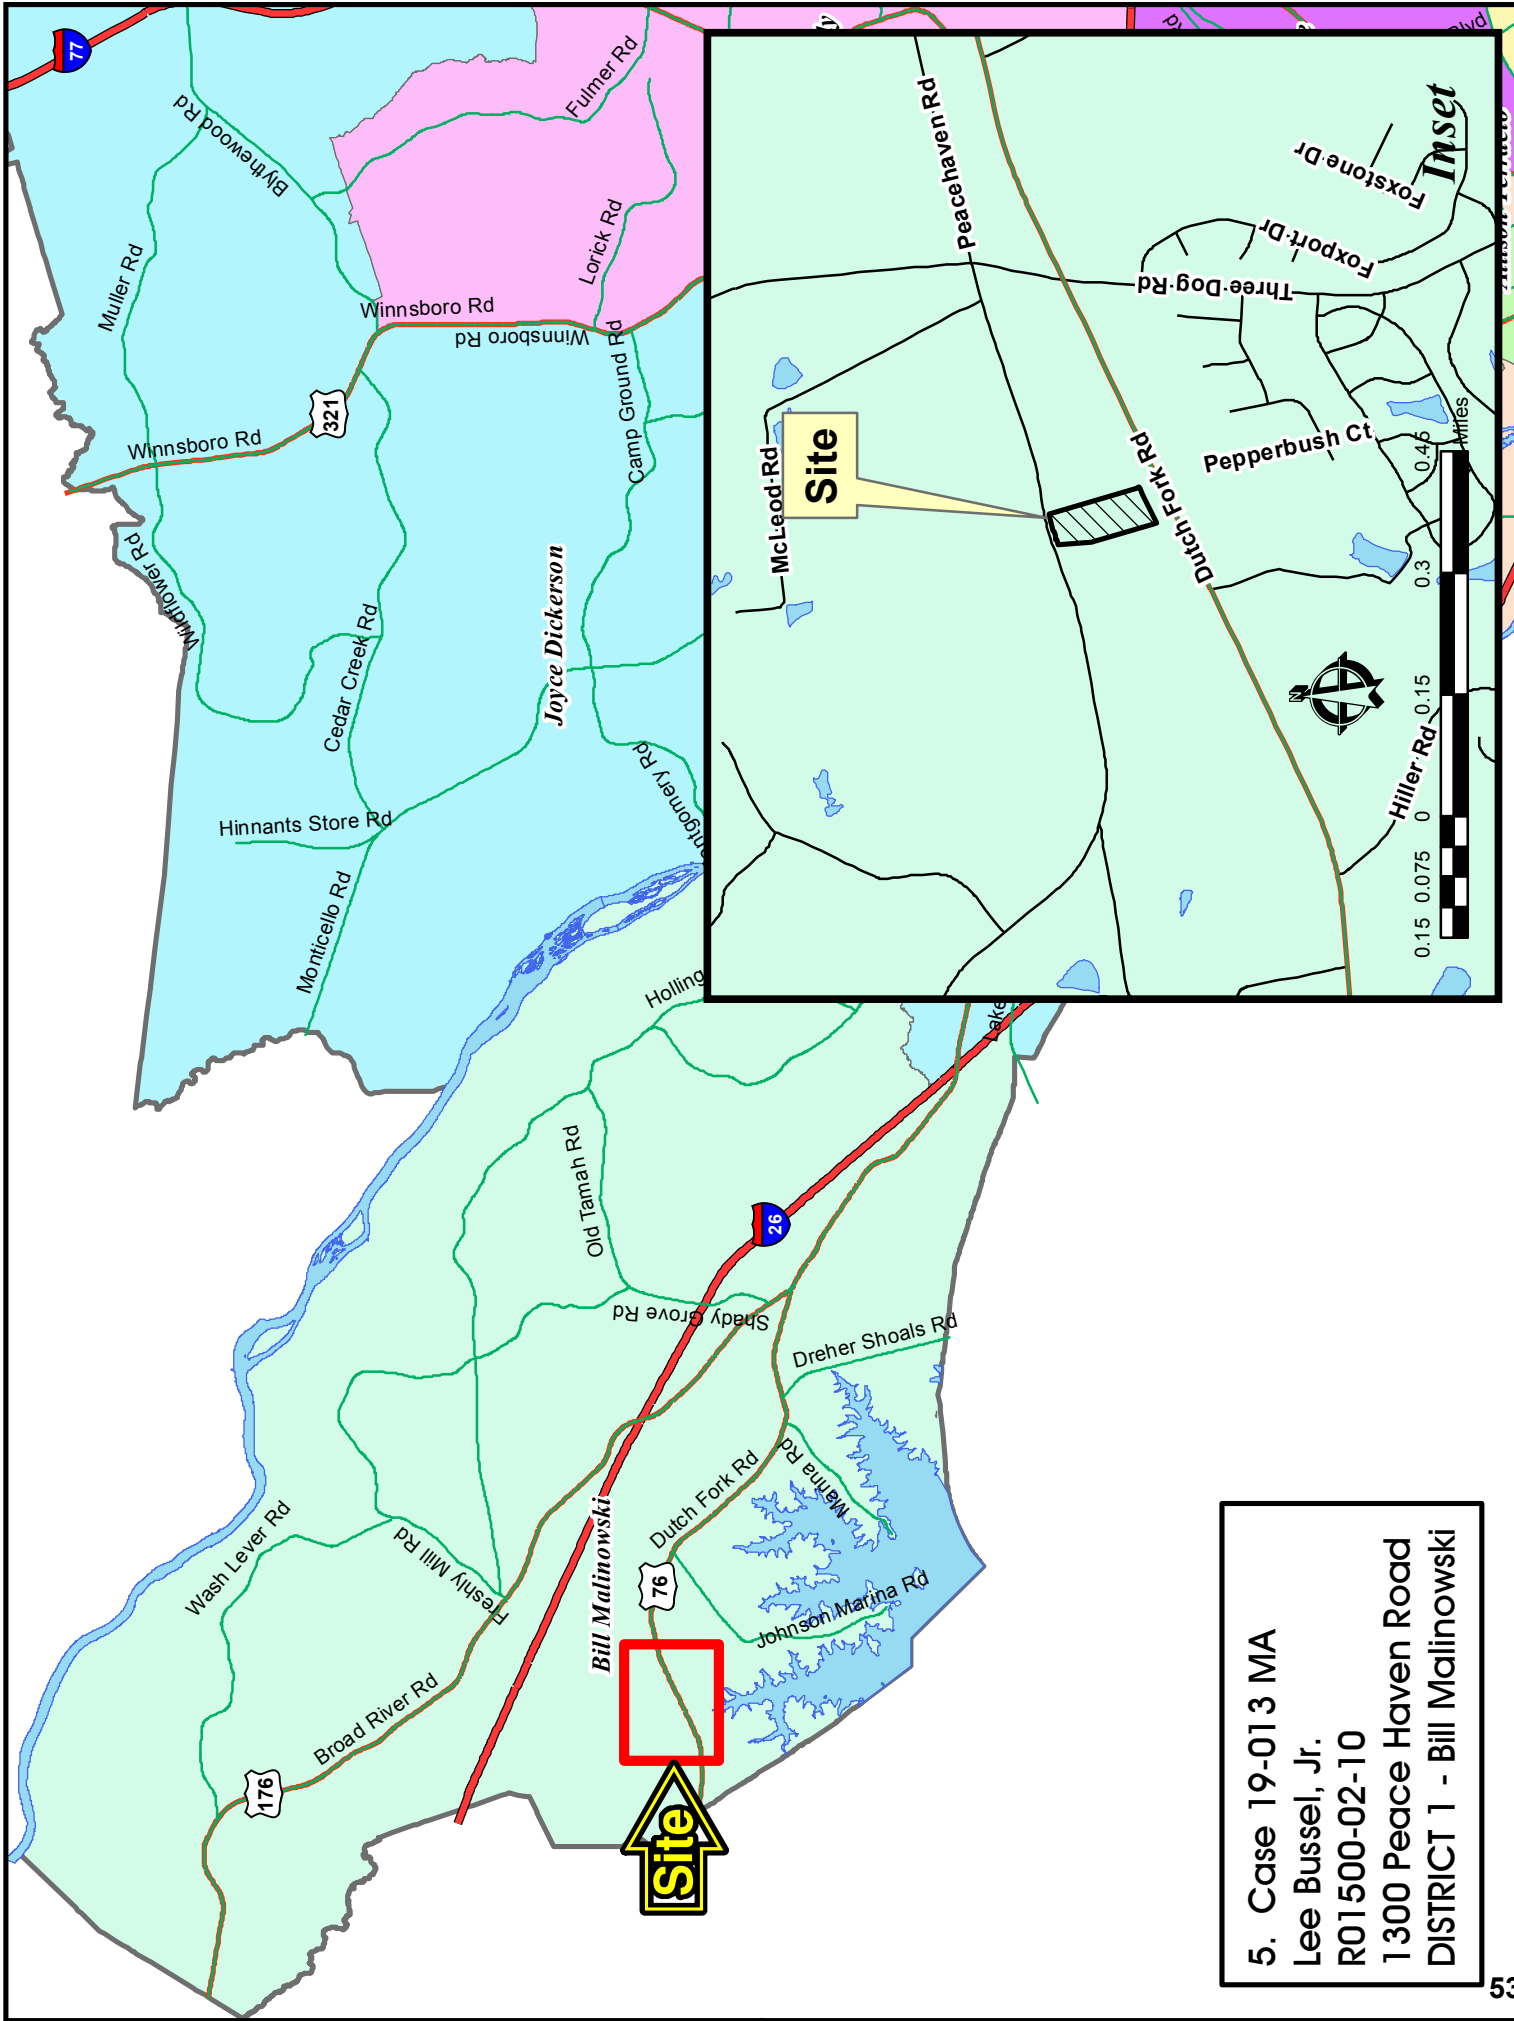 77
Blythewood Rd
Fulmer Rd
Muller Rd
Lorick Rd
Winnsboro Rd
Winnsboro Rd
321
Winnsboro Rd
Camp Ground Rd
Wildflower Rd
Cedar Creek Rd
Joyce Dickerson
Hinnants Store Rd
Monticello Rd
Rd
Old Tamah Rd
26
Shady Grove Rd
Dreher Shoals Rd
Wash Lever Rd
Freshly Mill Rd
Bill Malinowski
Dutch Fork Rd
76
Marina Rd
Johnson Marina Rd
Broad River Rd
176
Site
Blvd
Inset
Peacehaven Rd
Foxstone Dr
Foxport Dr
Three Dog Rd
McLeod Rd
Site
Dutch Fork Rd
Pepperbush Ct
Hiller Rd
N
0.15 0.075 0 0.15 0.3 0.45
Miles
5. Case 19-013 MA
Lee Bussel, Jr.
R01500-02-10
1300 Peace Haven Road
DISTRICT 1 - Bill Malinowski
53